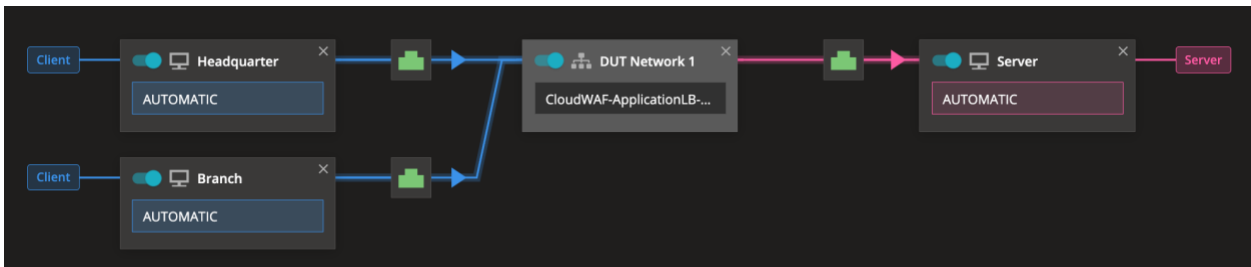 Client
Headquarter
AUTOMATIC
DUT Network 1
CloudWAF-ApplicationLB-...
Server
AUTOMATIC
Server
Client
Branch
AUTOMATIC